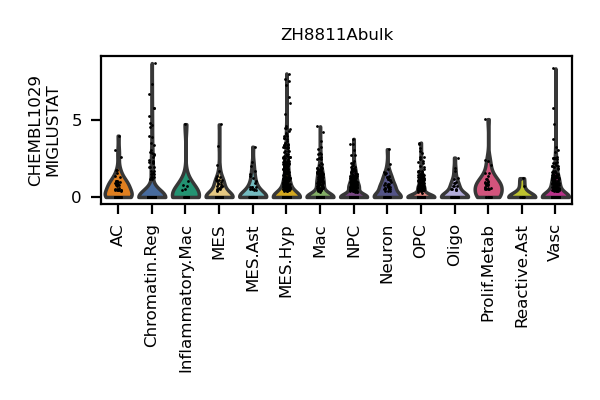 ZH8811Abulk
CHEMBL1029
MIGLUSTAT
5
0
AC
Chromatin.Reg
Inflammatory.Mac
MES
MES.Ast
MES.Hyp
Mac
NPC
Neuron
OPC
Oligo
Prolif.Metab
Reactive.Ast
Vasc